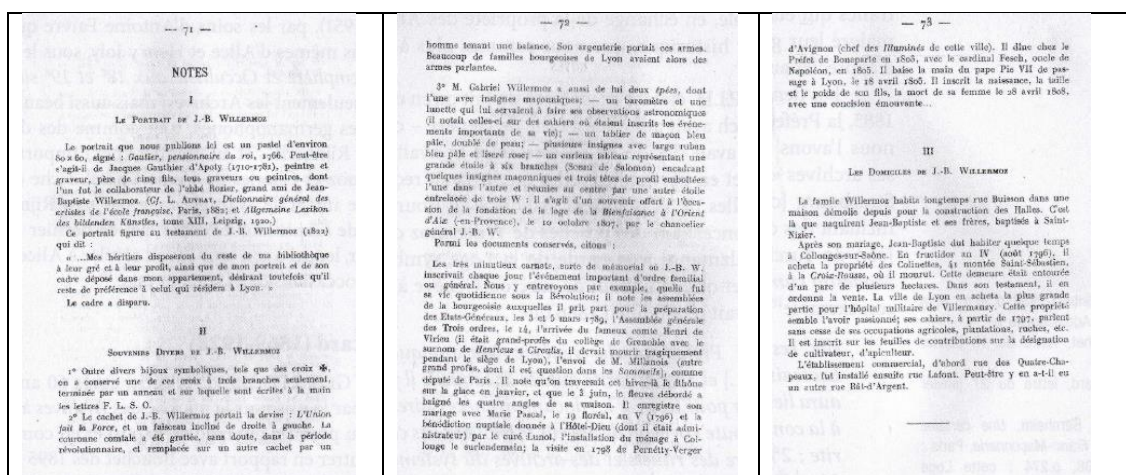 — 71 —
NOTES
I
LE PORTRAIT DE J.-B. WILLERMOZ
Le portrait que nous publions ici est un pastel d'environ
80 x 60, signé : Gautier, pensionnaire du roi, 1766. Peut-être
s'agit-il de Jacques Gauthier d'Apoty (1710-1781), peintre et
graveur, père de cinq fils, tous graveurs ou peintres, dont
l'un fut le collaborateur de l'abbé Rozier, grand ami de Jean-
Baptiste Willermoz (Cf. L. Dictionnaire général des
artistes de l'école française, Paris, 1882; et Allgemeine Lexikon
des bildenden Künstler, tome XIII, Leipzig, 1920.)
Ce portrait figure au testament de J.-B. Willermoz (1822)
qui dit :
« ...Mes héritiers disposeront du reste de ma bibliothèque
à leur gré et à leur profit, ainsi que de mon portrait et de son
cadre déposé dans mon appartement, désirant toutefois qu'il
reste de préférence à celui qui résidera à Lyon. »
Le cadre a disparu.
II
SOUVENIRS DIVERS DE J.-B. WILLERMOZ
1° Outre divers bijoux symboliques, tels que des croix ✠,
on a conservé une de ces croix à trois branches seulement,
terminée par un anneau et sur laquelle sont écrites à la main
les lettres F. L. S. O.
2° Le cachet de J.-B. Willermoz portait la devise : L'Union
fait la Force, et un faisceau incliné de droite à gauche. La
couronne comtale a été grattée, sans doute, dans la période
révolutionnaire, et remplacée sur un autre cachet par un
— 72 —
homme tenant une balance. Son argenterie portait ces armes.
Beaucoup de familles bourgeoises de Lyon avaient alors des
armes parlantes.
3° M. Gabriel Willermoz a aussi de lui deux épées, dont
l'une avec insignes maçonniques; — un baromètre et une
lunette qui lui servaient à faire ses observations astronomiques
(il notait celles-ci sur des cahiers où étaient inscrits les événe-
ments importants de sa vie); — un tablier de maçon bleu
pâle, doublé de peau; — plusieurs insignes avec large ruban
bleu pâle et liseré rose; — un curieux tableau représentant une
grande étoile à six branches (Sceau de Salomon) encadrant
quelques insignes maçonniques et trois têtes de profil emboîtées
l'une dans l'autre et réunies au centre par une autre étoile
entrelacée de trois W : Il s'agit d'un souvenir offert à l'occa-
sion de la fondation de la loge de la Bienfaisance à l'Orient
d'Aix (-en-Provence), le 10 octobre 1807, par le chancelier
général J.-B. W.
Parmi les documents conservés, citons :
Les très minutieux carnets, sorte de mémorial où J.-B. W.
inscrivait chaque jour l'événement important d'ordre familial
ou général. Nous y entrevoyons par exemple, quelle fut
sa vie quotidienne sous la Révolution; il note les assemblées
de la bourgeoisie auxquelles il prit part pour la préparation
des Etats-Généraux, les 3 et 5 mars 1789, l'Assemblée générale
des Trois ordres, le 14, l'arrivée du fameux comte Henri de
Virieu (il était grand-profès du collège de Grenoble avec le
surnom de Henricus a Circulis, il devait mourir tragiquement
pendant le siège de Lyon), l'envoi de M. Millanois (autre
grand profès, dont il est question dans les Sommeils), comme
député de Paris. Il note qu'on traversait cet hiver-là le Rhône
sur la glace en janvier, et que le 3 juin, le fleuve débordé a
baigné les quatre angles de sa maison. Il enregistre son
mariage avec Marie Pascal, le 19 floréal, an V (1796) et la
bénédiction nuptiale donnée à l'Hôtel-Dieu (dont il était admi-
nistrateur) par le curé Lunot, l'installation du ménage à Col-
longe le surlendemain; la visite en 1798 de Pernéty-Verger
— 73 —
d'Avignon (chef des Illuminés de cette ville). Il dîne chez le
Préfet de Bonaparte en 1803, avec le cardinal Fesch, oncle de
Napoléon, en 1805. Il baise la main du pape Pie VII de pas-
sage à Lyon, le 18 avril 1805. Il inscrit la naissance, la taille
et le poids de son fils, la mort de sa femme le 28 avril 1808,
avec une concision émouvante...
III
LES DOMICILES DE J.-B. WILLERMOZ
La famille Willermoz habita longtemps rue Buisson dans une
maison démolie depuis pour la construction des Halles. C'est
là que naquirent Jean-Baptiste et ses frères, baptisés à Saint-
Nizier.
Après son mariage, Jean-Baptiste dut habiter quelque temps
à Collonges-sur-Saône. En fructidor an IV (août 1796), il
acheta la propriété des Colinettes, 41 montée Saint-Sébastien,
à la Croix-Rousse, où il mourut. Cette demeure était entourée
d'un parc de plusieurs hectares. Dans son testament, il en
ordonna la vente. La ville de Lyon en acheta la plus grande
partie pour l'hôpital militaire de Villemanzy. Cette propriété
semble l'avoir passionné; ses cahiers, à partir de 1797, parlent
sans cesse de ses occupations agricoles, plantations, ruches, etc.
Il est inscrit sur les feuilles de contributions sur la désignation
de cultivateur, d'apiculteur.
L'établissement commercial, d'abord rue des Quatre-Cha-
peaux, fut installé ensuite rue Lafont. Peut-être y en a-t-il eu
un autre rue Bât-d'Argent.